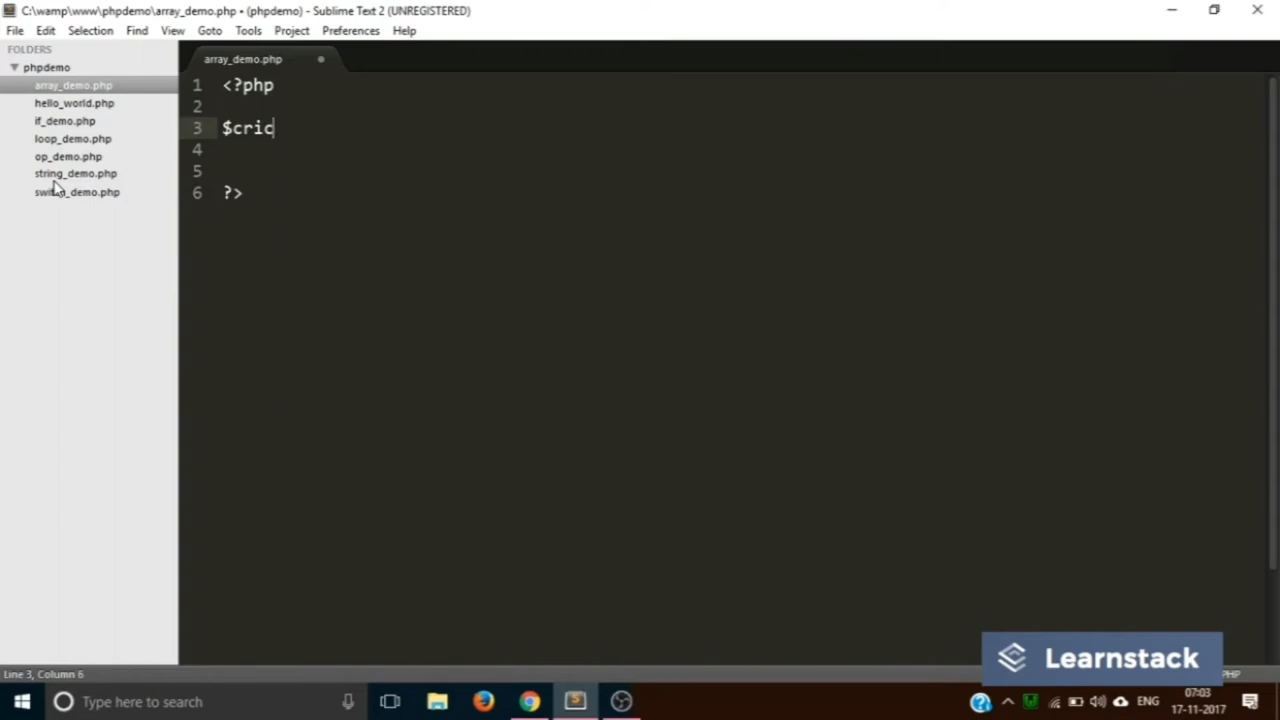 C:\wamp\www\phpdemo\array_demo.php • (phpdemo) - Sublime Text 2 (UNREGISTERED)
File Edit Selection Find View Goto Tools Project Preferences Help
FOLDERS
phpdemo
array_demo.php
hello_world.php
if_demo.php
loop_demo.php
op_demo.php
string_demo.php
switch_demo.php
array_demo.php
1 <?php
2
3 $cric
4
5
6 ?>
Learnstack
Line 3, Column 6
PHP
Type here to search
ENG
07:03
17-11-2017